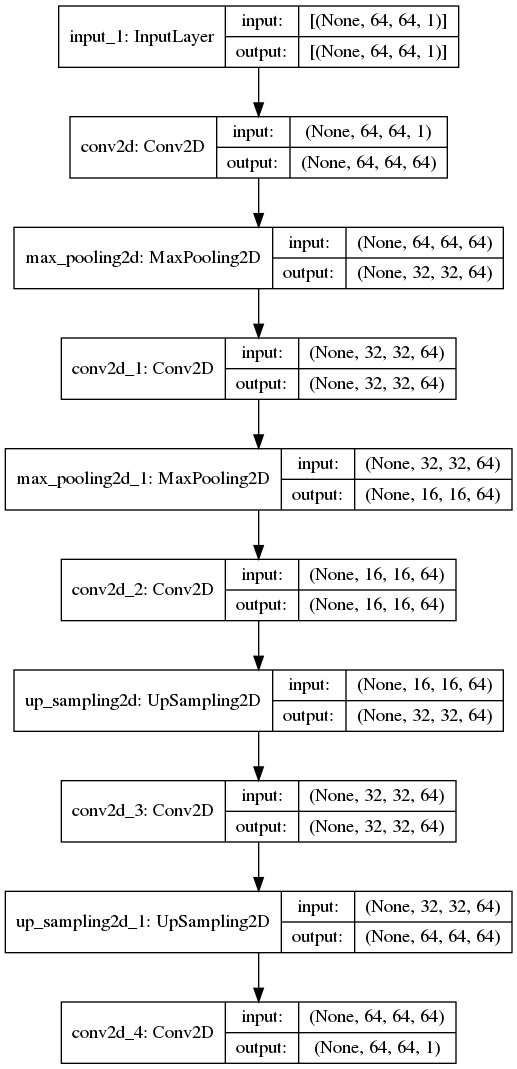 input_1: InputLayer
input: [(None, 64, 64, 1)]
output: [(None, 64, 64, 1)]
conv2d: Conv2D
input: (None, 64, 64, 1)
output: (None, 64, 64, 64)
max_pooling2d: MaxPooling2D
input: (None, 64, 64, 64)
output: (None, 32, 32, 64)
conv2d_1: Conv2D
input: (None, 32, 32, 64)
output: (None, 32, 32, 64)
max_pooling2d_1: MaxPooling2D
input: (None, 32, 32, 64)
output: (None, 16, 16, 64)
conv2d_2: Conv2D
input: (None, 16, 16, 64)
output: (None, 16, 16, 64)
up_sampling2d: UpSampling2D
input: (None, 16, 16, 64)
output: (None, 32, 32, 64)
conv2d_3: Conv2D
input: (None, 32, 32, 64)
output: (None, 32, 32, 64)
up_sampling2d_1: UpSampling2D
input: (None, 32, 32, 64)
output: (None, 64, 64, 64)
conv2d_4: Conv2D
input: (None, 64, 64, 64)
output: (None, 64, 64, 1)